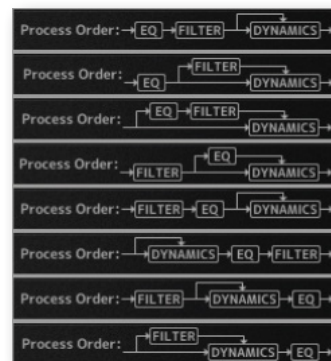 Process Order: EQ FILTER DYNAMICS
Process Order: EQ FILTER DYNAMICS
Process Order: EQ FILTER DYNAMICS
Process Order: FILTER EQ DYNAMICS
Process Order: FILTER EQ DYNAMICS
Process Order: DYNAMICS EQ FILTER
Process Order: FILTER DYNAMICS EQ
Process Order: FILTER DYNAMICS EQ